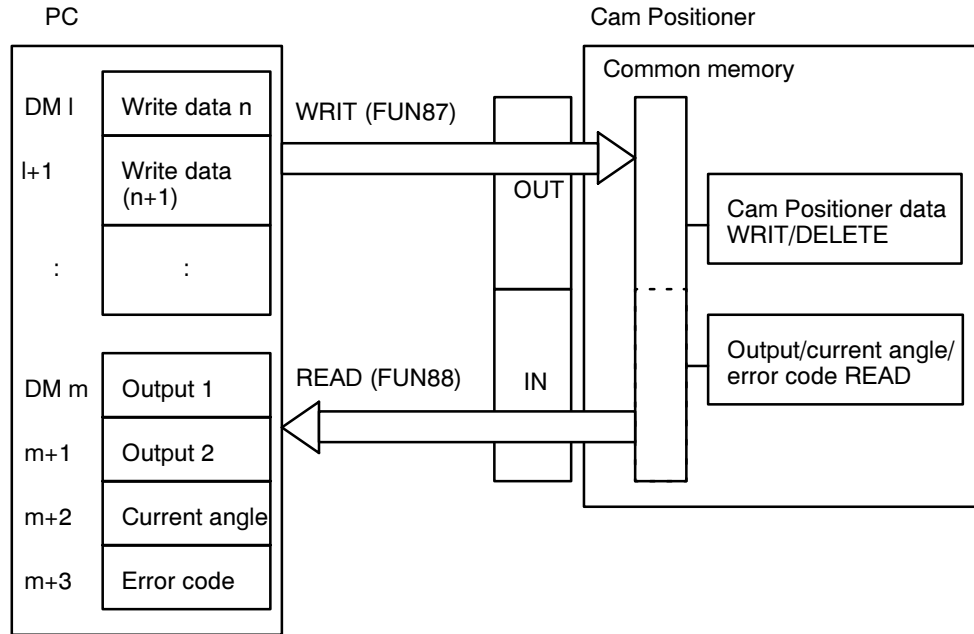 PC
Cam Positioner
Common memory
DM l
Write data n
WRIT (FUN87)
l+1
Write data
(n+1)
OUT
Cam Positioner data
WRIT/DELETE
:
:
DM m
Output 1
READ (FUN88)
IN
Output/current angle/
error code READ
m+1
Output 2
m+2
Current angle
m+3
Error code